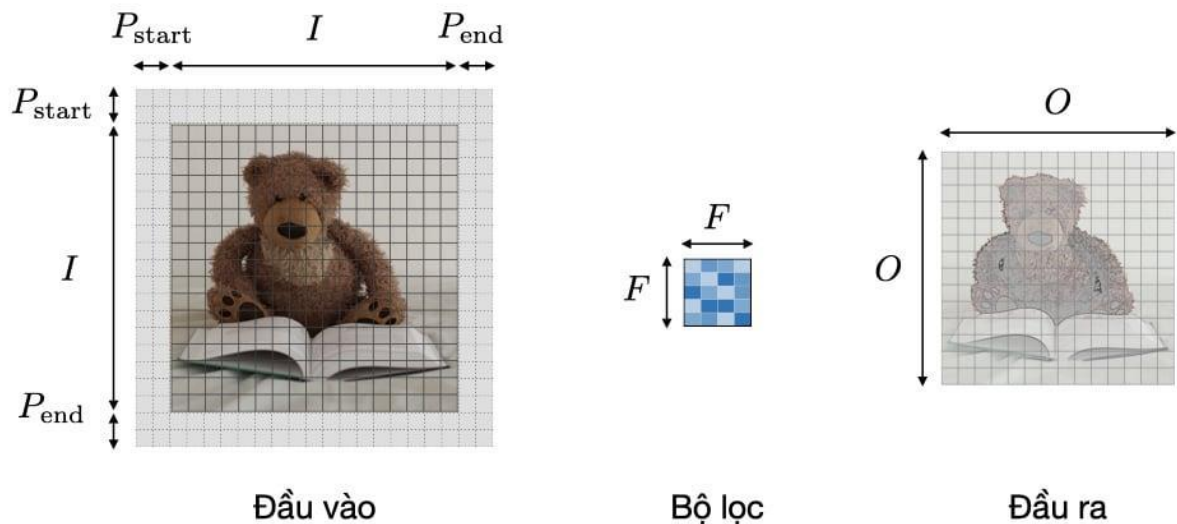 P_start I P_end
P_start
I
P_end
F
F
O
O
Đầu vào Bộ lọc Đầu ra